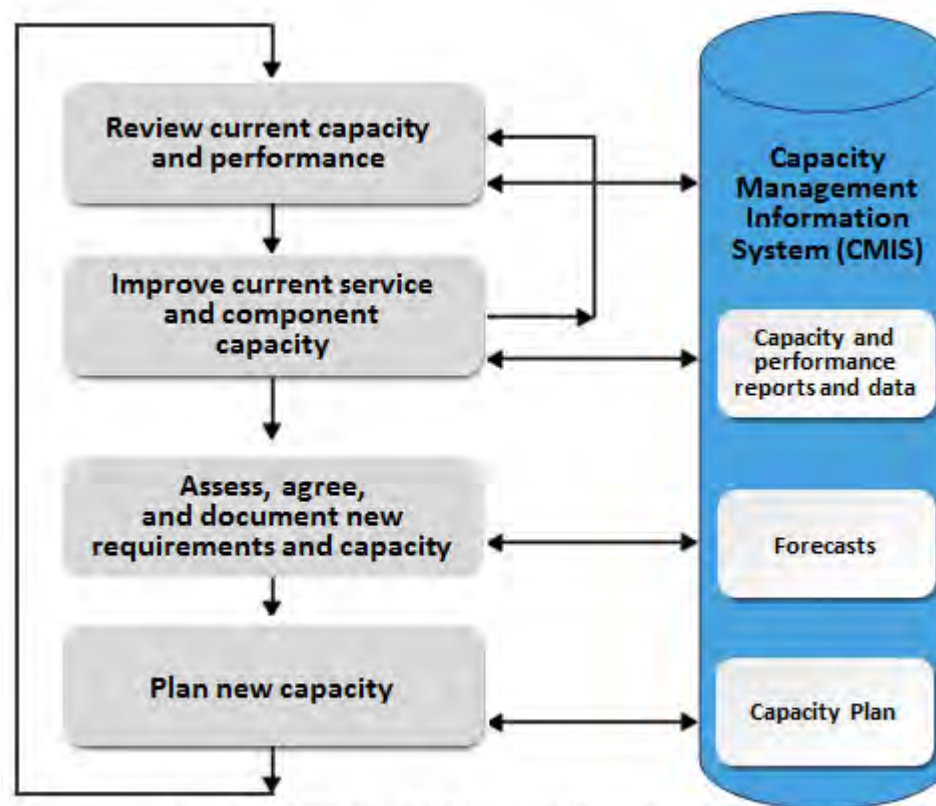 Review current capacity
and performance
Improve current service
and component
capacity
Assess, agree,
and document new
requirements and capacity
Plan new capacity
Capacity
Management
Information
System (CMIS)
Capacity and
performance
reports and data
Forecasts
Capacity Plan